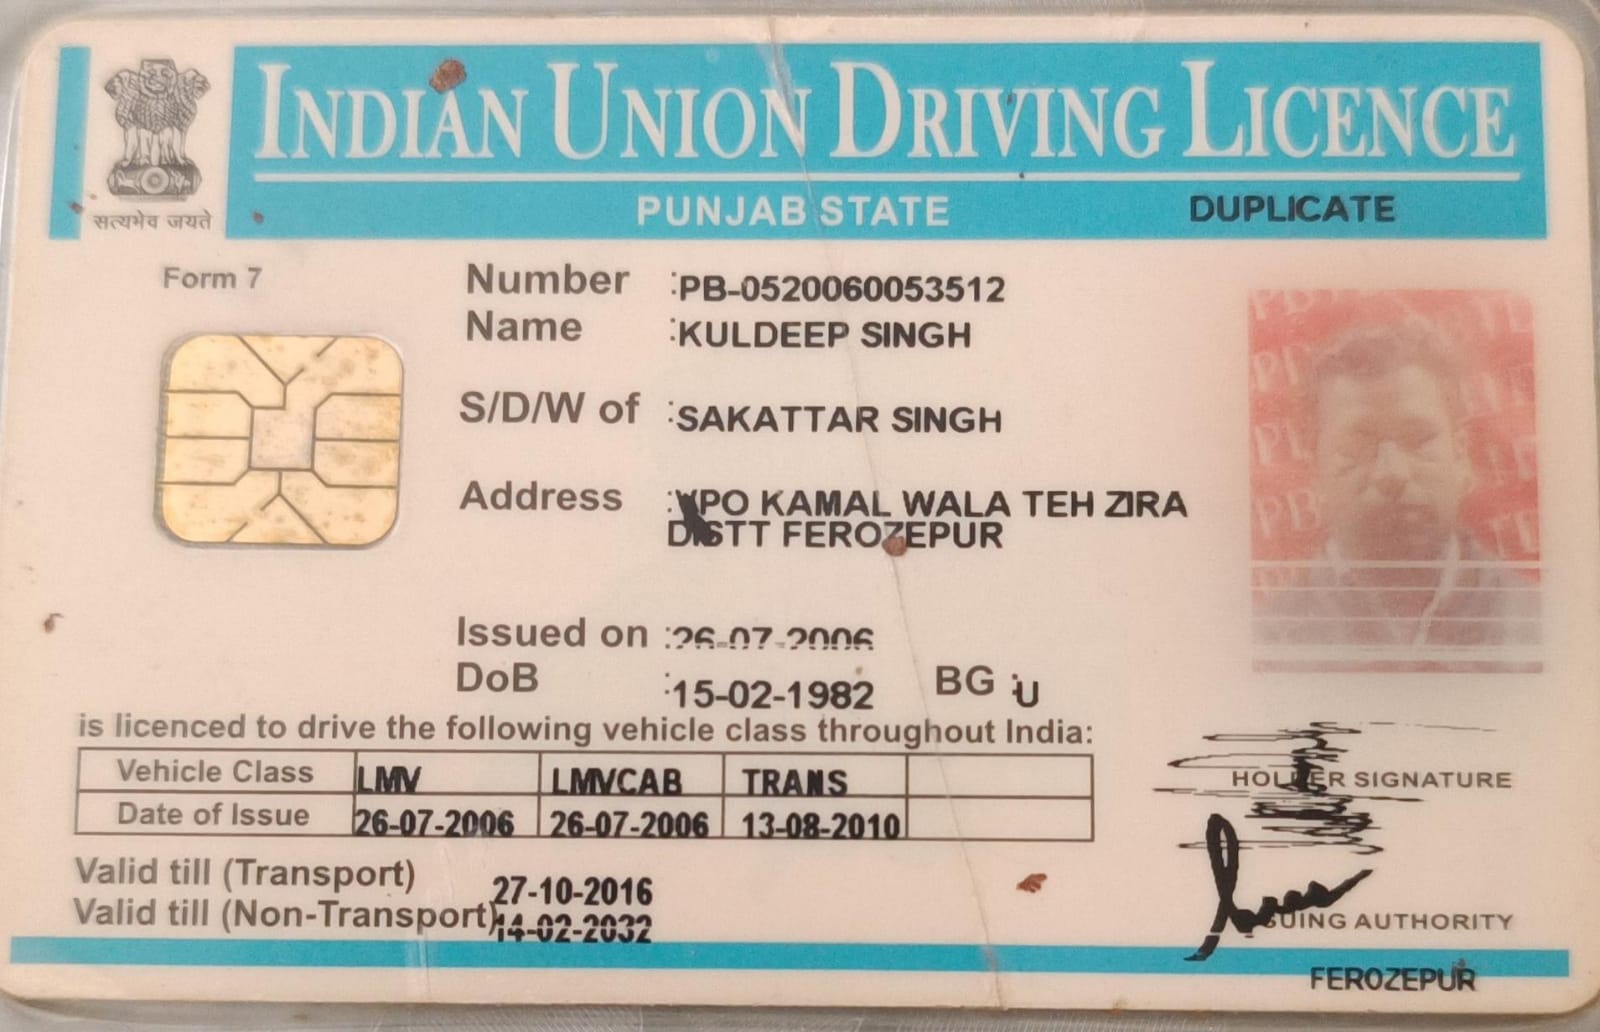 INDIAN UNION DRIVING LICENCE
सत्यमेव जयते
PUNJAB STATE DUPLICATE
Form 7
Number :PB-0520060053512
Name :KULDEEP SINGH
S/D/W of :SAKATTAR SINGH
Address :VPO KAMAL WALA TEH ZIRA
DISTT FEROZEPUR
Issued on :26-07-2006
DoB :15-02-1982 BG :U
is licenced to drive the following vehicle class throughout India:
Vehicle Class LMV LMVCAB TRANS
Date of Issue 26-07-2006 26-07-2006 13-08-2010
HOLDER SIGNATURE
Valid till (Transport) 27-10-2016
Valid till (Non-Transport) 14-02-2032
ISSUING AUTHORITY
FEROZEPUR